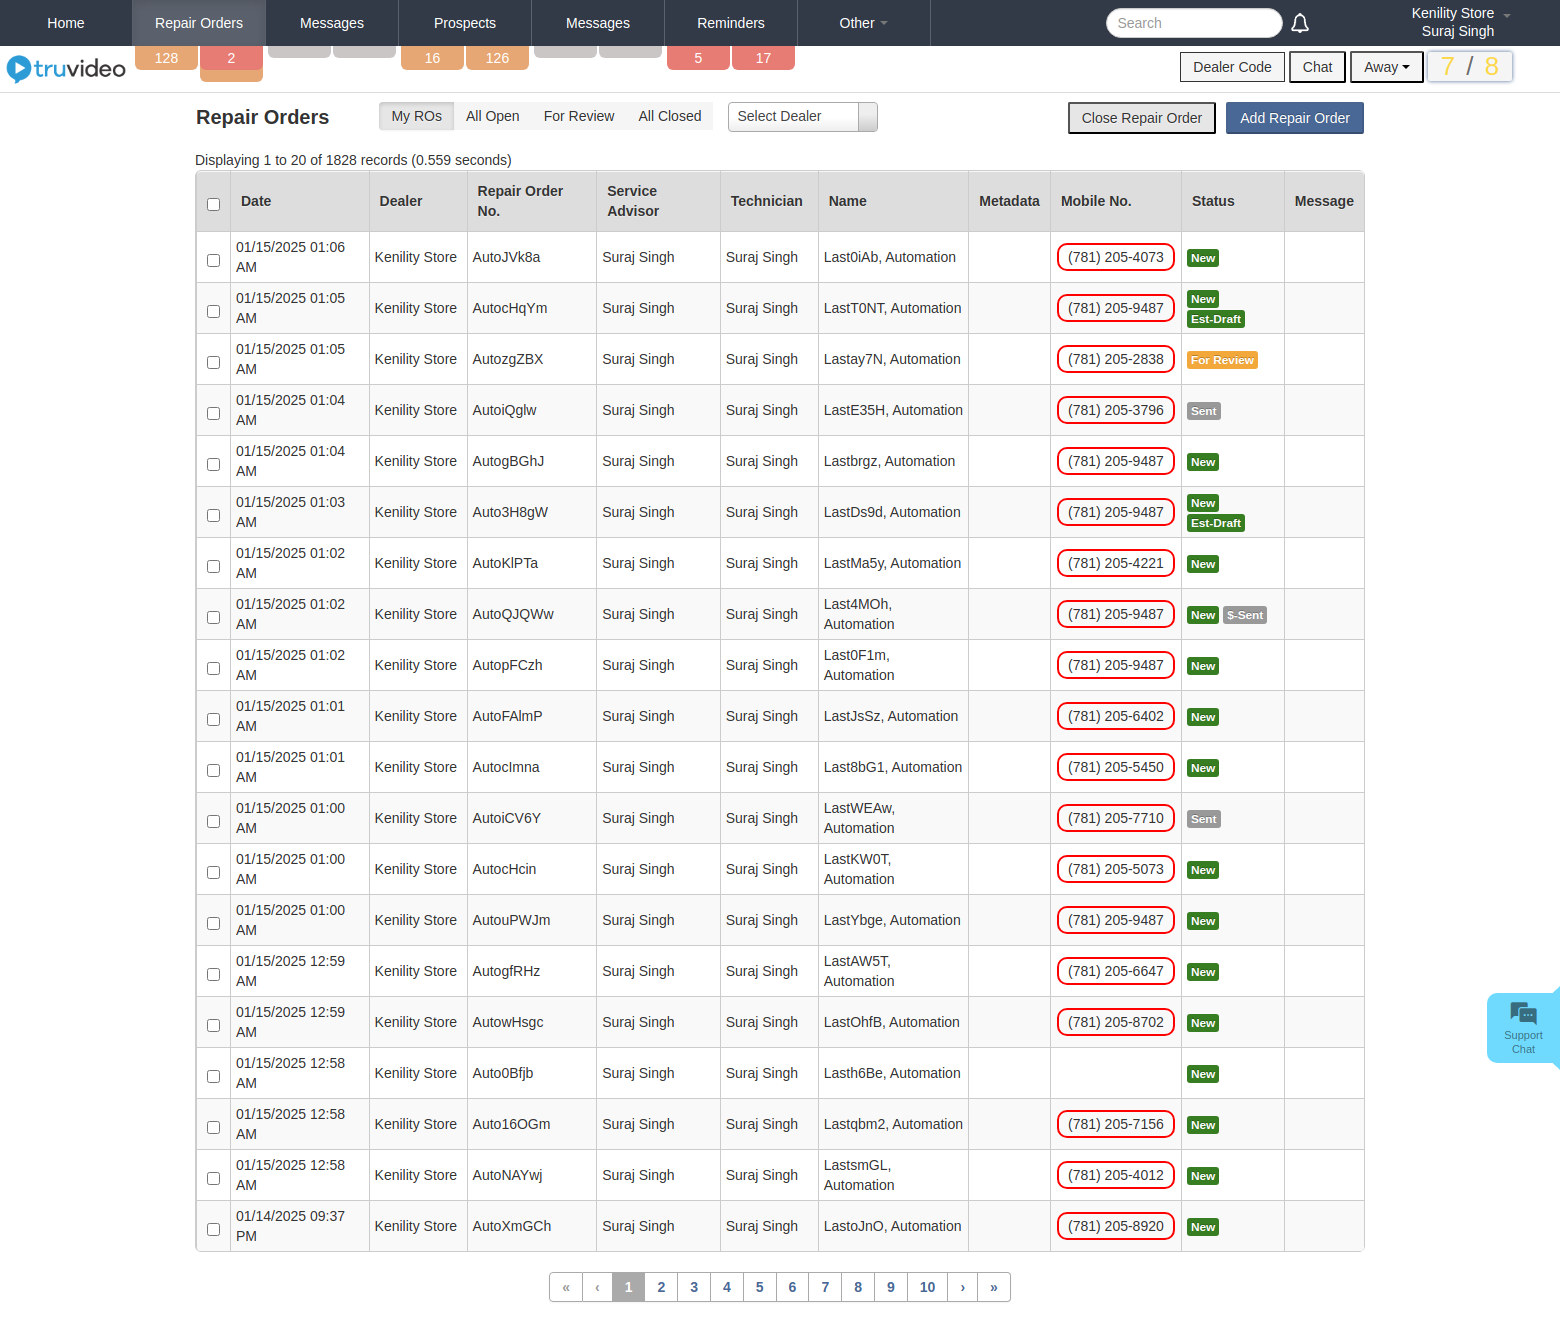 Home Repair Orders Messages Prospects Messages Reminders Other Search Kenility Store
Suraj Singh
128 2 16 126 5 17
truvideo Dealer Code Chat Away 7 / 8
Repair Orders My ROs All Open For Review All Closed Select Dealer Close Repair Order Add Repair Order
Displaying 1 to 20 of 1828 records (0.559 seconds)
Date Dealer Repair Order No. Service Advisor Technician Name Metadata Mobile No. Status Message
01/15/2025 01:06 AM Kenility Store AutoJVk8a Suraj Singh Suraj Singh Last0iAb, Automation (781) 205-4073 New
01/15/2025 01:05 AM Kenility Store AutocHqYm Suraj Singh Suraj Singh LastT0NT, Automation (781) 205-9487 New Est-Draft
01/15/2025 01:05 AM Kenility Store AutozgZBX Suraj Singh Suraj Singh Lastay7N, Automation (781) 205-2838 For Review
01/15/2025 01:04 AM Kenility Store AutoiQglw Suraj Singh Suraj Singh LastE35H, Automation (781) 205-3796 Sent
01/15/2025 01:04 AM Kenility Store AutogBGhJ Suraj Singh Suraj Singh Lastbrgz, Automation (781) 205-9487 New
01/15/2025 01:03 AM Kenility Store Auto3H8gW Suraj Singh Suraj Singh LastDs9d, Automation (781) 205-9487 New Est-Draft
01/15/2025 01:02 AM Kenility Store AutoKlPTa Suraj Singh Suraj Singh LastMa5y, Automation (781) 205-4221 New
01/15/2025 01:02 AM Kenility Store AutoQJQWw Suraj Singh Suraj Singh Last4MOh, Automation (781) 205-9487 New $-Sent
01/15/2025 01:02 AM Kenility Store AutopFCzh Suraj Singh Suraj Singh Last0F1m, Automation (781) 205-9487 New
01/15/2025 01:01 AM Kenility Store AutoFAlmP Suraj Singh Suraj Singh LastJsSz, Automation (781) 205-6402 New
01/15/2025 01:01 AM Kenility Store AutocImna Suraj Singh Suraj Singh Last8bG1, Automation (781) 205-5450 New
01/15/2025 01:00 AM Kenility Store AutoiCV6Y Suraj Singh Suraj Singh LastWEAw, Automation (781) 205-7710 Sent
01/15/2025 01:00 AM Kenility Store AutocHcin Suraj Singh Suraj Singh LastKW0T, Automation (781) 205-5073 New
01/15/2025 01:00 AM Kenility Store AutouPWJm Suraj Singh Suraj Singh LastYbge, Automation (781) 205-9487 New
01/15/2025 12:59 AM Kenility Store AutogfRHz Suraj Singh Suraj Singh LastAW5T, Automation (781) 205-6647 New
01/15/2025 12:59 AM Kenility Store AutowHsgc Suraj Singh Suraj Singh LastOhfB, Automation (781) 205-8702 New
01/15/2025 12:58 AM Kenility Store Auto0Bfjb Suraj Singh Suraj Singh Lasth6Be, Automation New
01/15/2025 12:58 AM Kenility Store Auto16OGm Suraj Singh Suraj Singh Lastqbm2, Automation (781) 205-7156 New
01/15/2025 12:58 AM Kenility Store AutoNAYwj Suraj Singh Suraj Singh LastsmGL, Automation (781) 205-4012 New
01/14/2025 09:37 PM Kenility Store AutoXmGCh Suraj Singh Suraj Singh LastoJnO, Automation (781) 205-8920 New
Support
Chat
« ‹ 1 2 3 4 5 6 7 8 9 10 › »